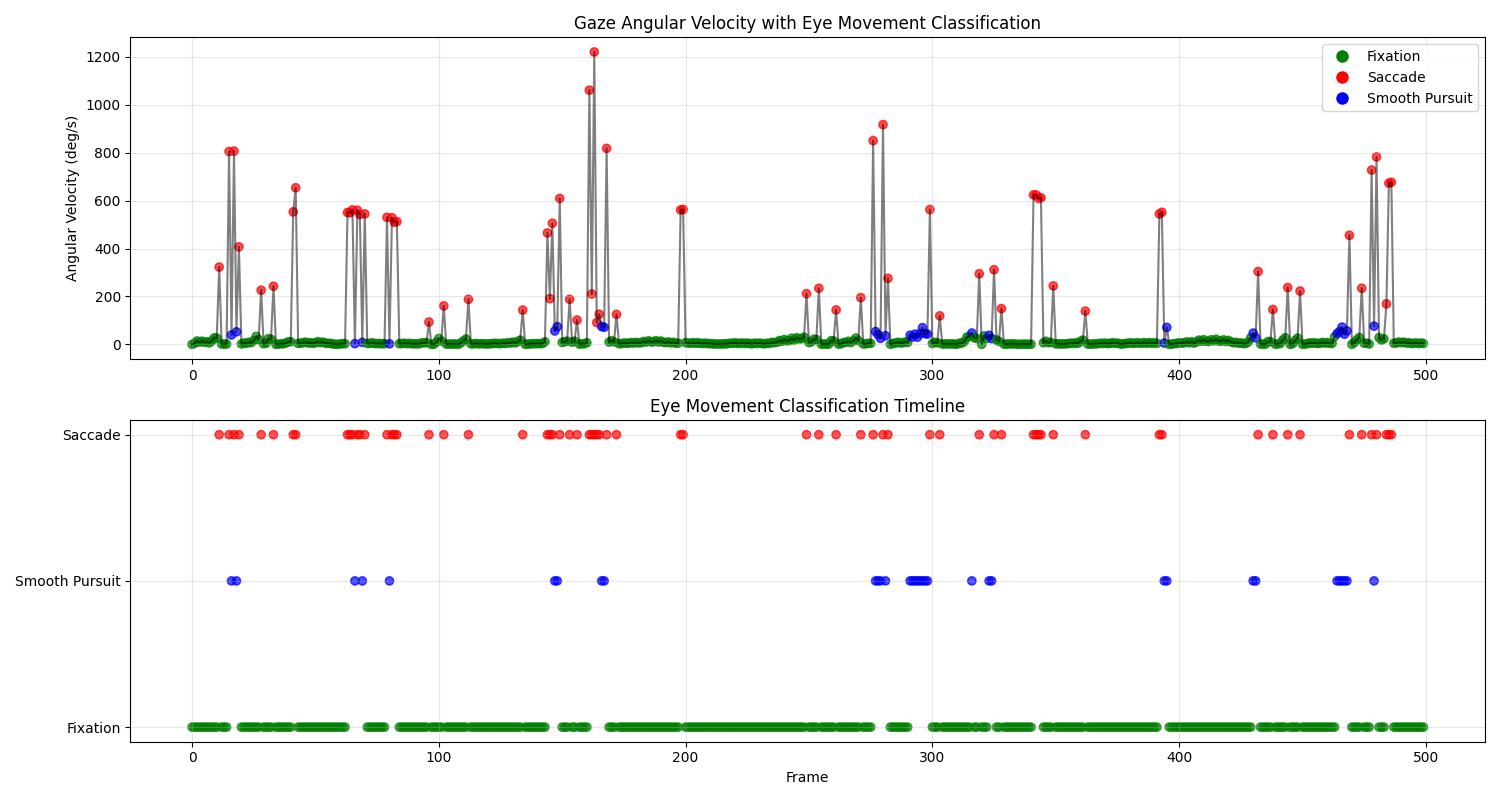 Gaze Angular Velocity with Eye Movement Classification
Angular Velocity (deg/s)
1200
1000
800
600
400
200
0
Fixation
Saccade
Smooth Pursuit
0 100 200 300 400 500
Eye Movement Classification Timeline
Saccade
Smooth Pursuit
Fixation
0 100 200 300 400 500
Frame